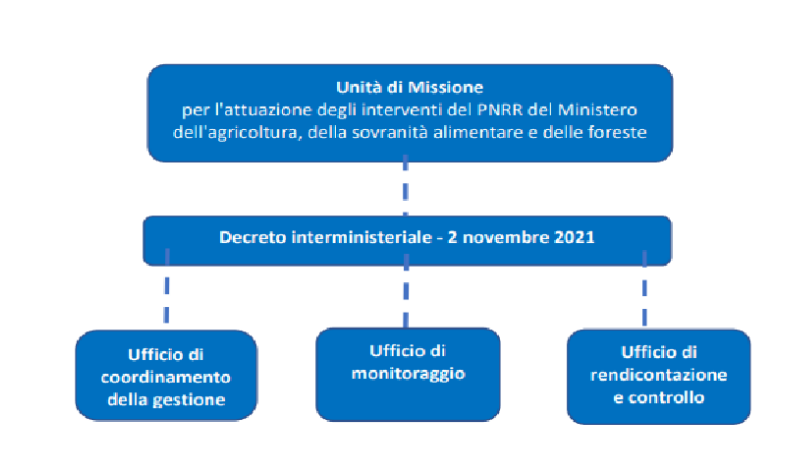 Unità di Missione
per l'attuazione degli interventi del PNRR del Ministero
dell'agricoltura, della sovranità alimentare e delle foreste
Decreto interministeriale - 2 novembre 2021
Ufficio di
coordinamento
della gestione
Ufficio di
monitoraggio
Ufficio di
rendicontazione
e controllo